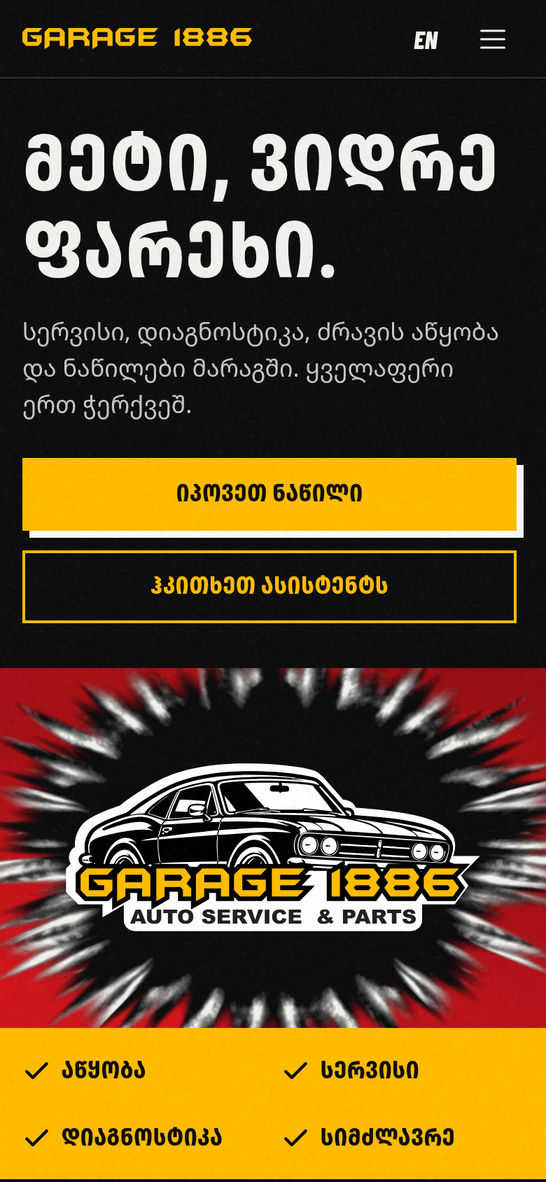 GARAGE 1886
EN
მეტი, ვიდრე
ფარეხი.
სერვისი, დიაგნოსტიკა, ძრავის აწყობა
და ნაწილები მარაგში. ყველაფერი
ერთ ჭერქვეშ.
იპოვეთ ნაწილი
ჰკითხეთ ასისტენტს
GARAGE 1886
AUTO SERVICE & PARTS
აწყობა
სერვისი
დიაგნოსტიკა
სიმძლავრე